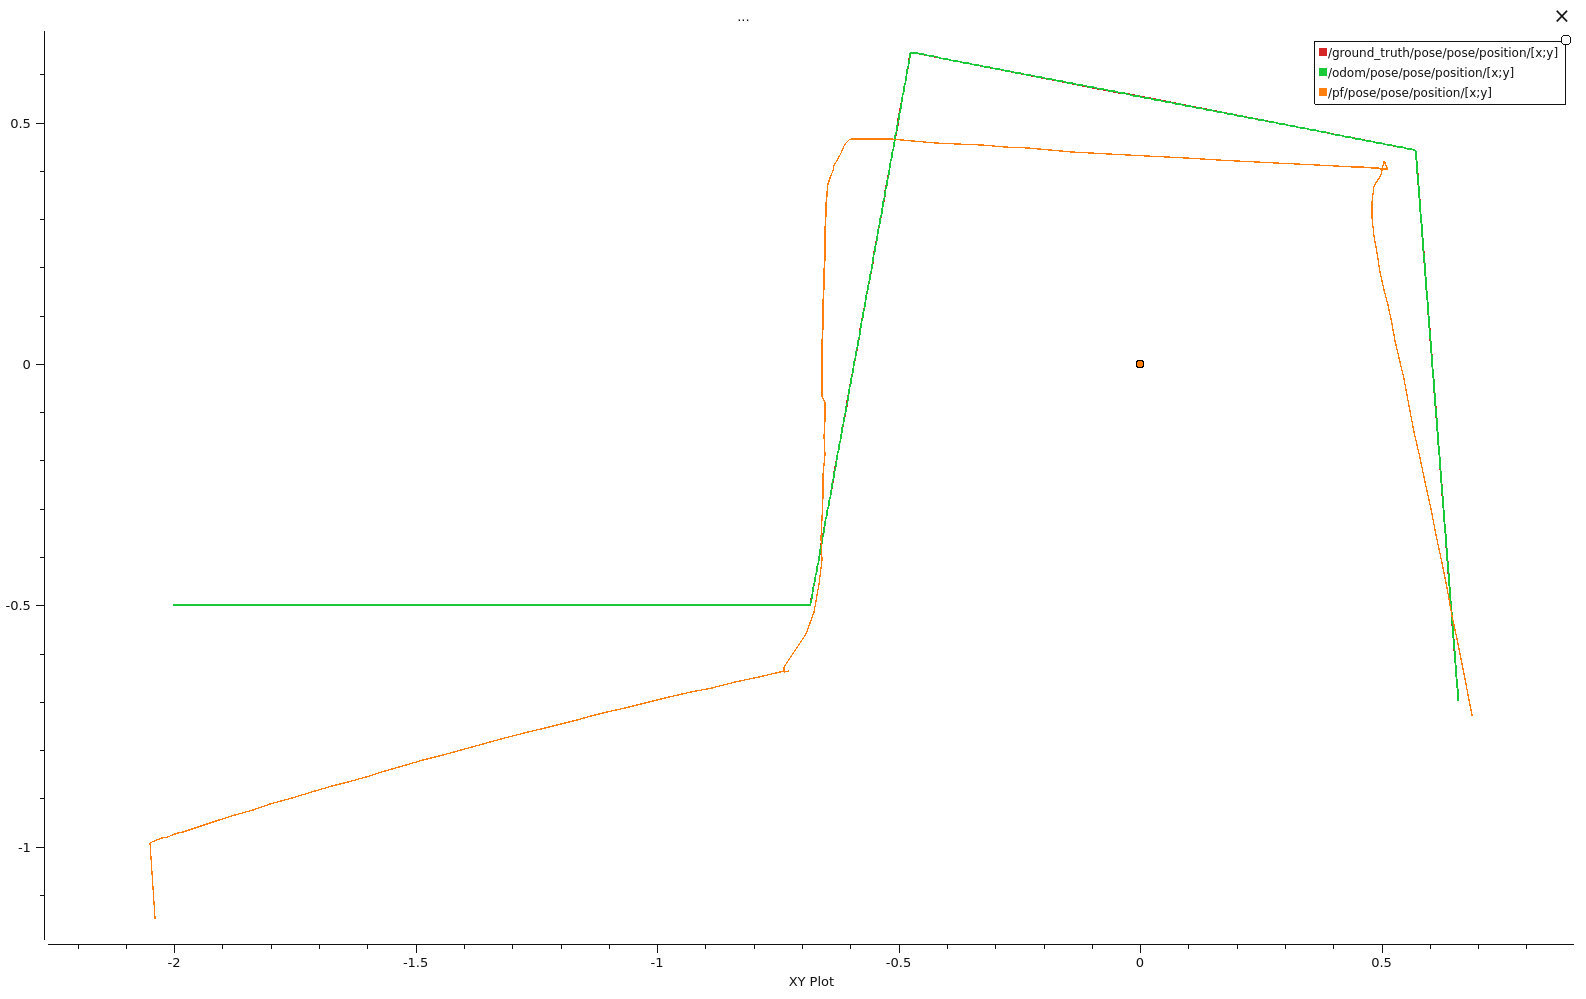 ...
/ground_truth/pose/pose/position/[x;y]
/odom/pose/pose/position/[x;y]
/pf/pose/pose/position/[x;y]
0.5
0
-0.5
-1
-2
-1.5
-1
-0.5
0
0.5
XY Plot